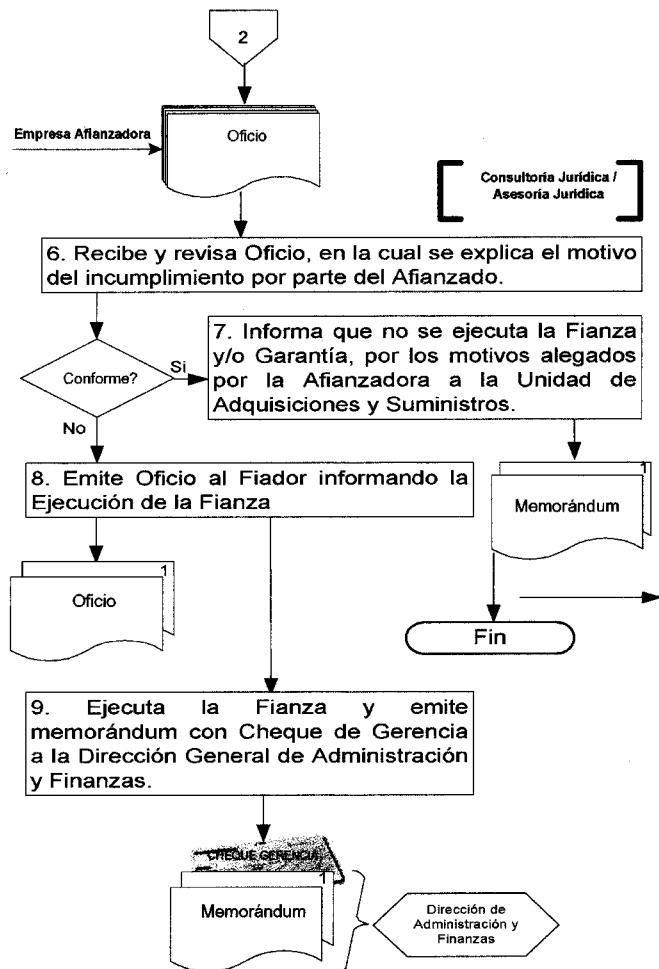 2
Empresa Afianzadora
Oficio
Consultoría Jurídica /
Asesoría Jurídica
6. Recibe y revisa Oficio, en la cual se explica el motivo
del incumplimiento por parte del Afianzado.
Conforme?
Si
7. Informa que no se ejecuta la Fianza
y/o Garantía, por los motivos alegados
por la Afianzadora a la Unidad de
Adquisiciones y Suministros.
No
8. Emite Oficio al Fiador informando la
Ejecución de la Fianza
1
Memorándum
1
Oficio
Fin
9. Ejecuta la Fianza y emite
memorándum con Cheque de Gerencia
a la Dirección General de Administración
y Finanzas.
CHEQUE GERENCIA
1
Memorándum
Dirección de
Administración y
Finanzas